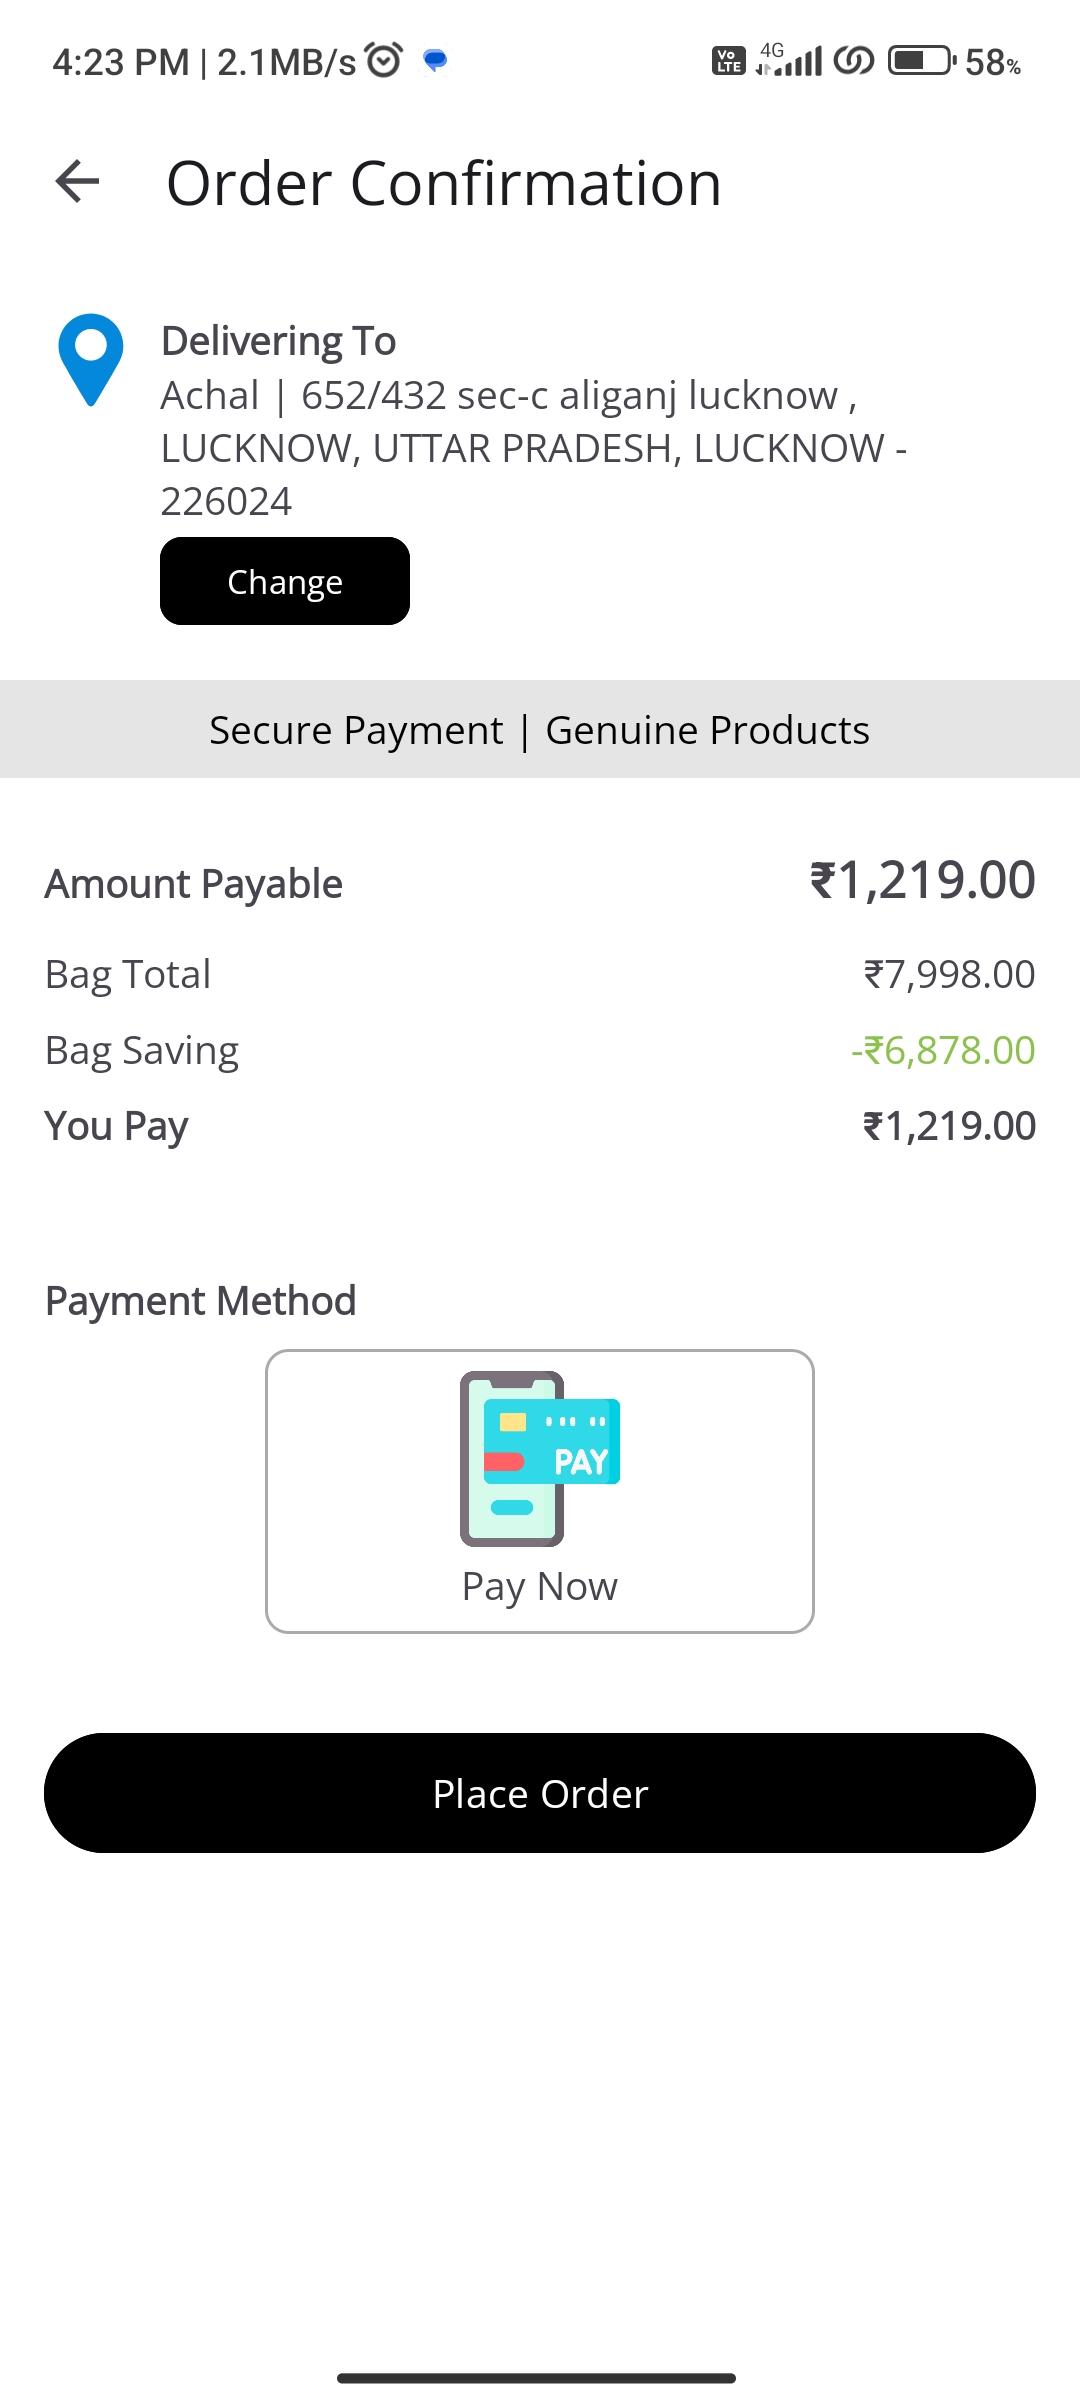 4:23 PM | 2.1MB/s
Vo LTE 4G 58%
Order Confirmation
Delivering To
Achal | 652/432 sec-c aliganj lucknow ,
LUCKNOW, UTTAR PRADESH, LUCKNOW -
226024
Change
Secure Payment | Genuine Products
Amount Payable ₹1,219.00
Bag Total ₹7,998.00
Bag Saving -₹6,878.00
You Pay ₹1,219.00
Payment Method
PAY
Pay Now
Place Order